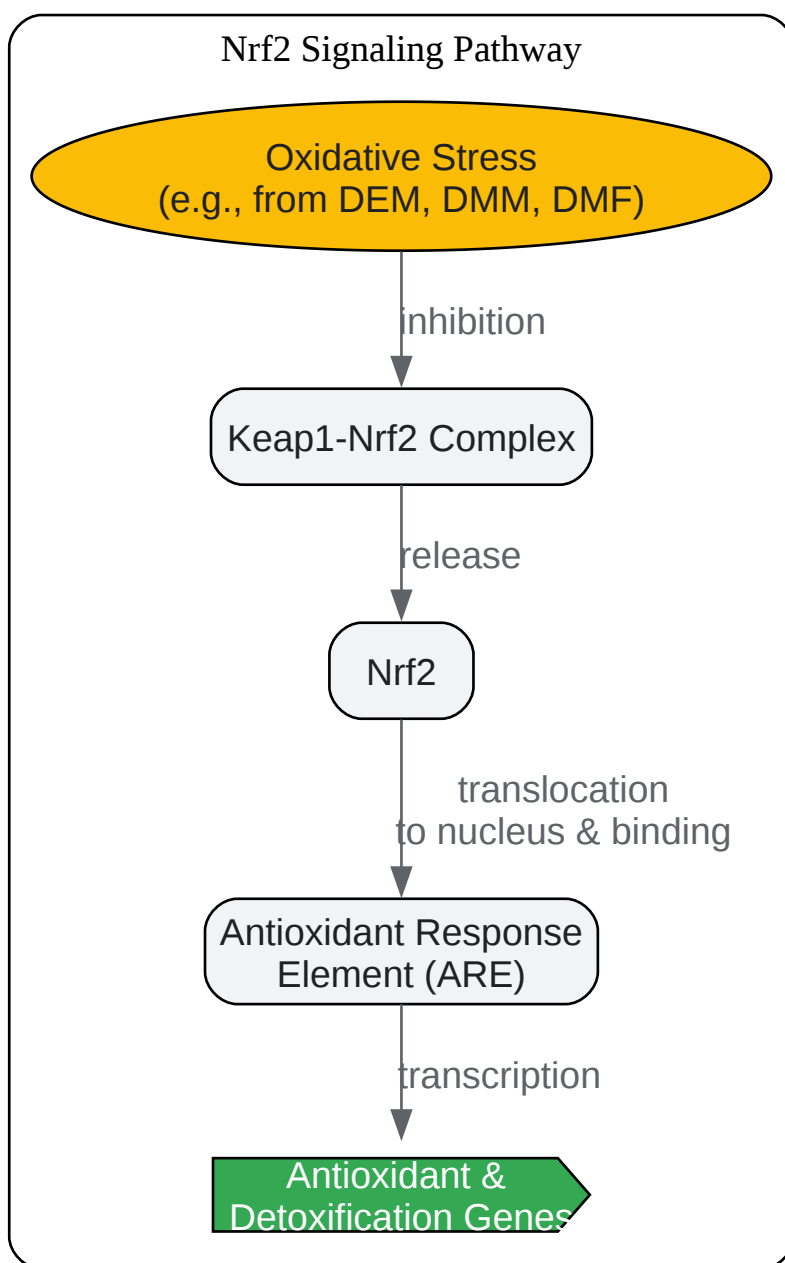 Nrf2 Signaling Pathway
Oxidative Stress
(e.g., from DEM, DMM, DMF)
inhibition
Keap1-Nrf2 Complex
release
Nrf2
translocation
to nucleus & binding
Antioxidant Response
Element (ARE)
transcription
Antioxidant &
Detoxification Genes